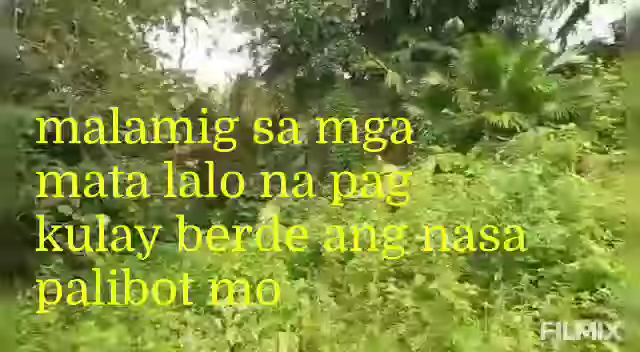 malamig sa mga
mata lalo na pag
kulay berde ang nasa
palibot mo
FILMIX